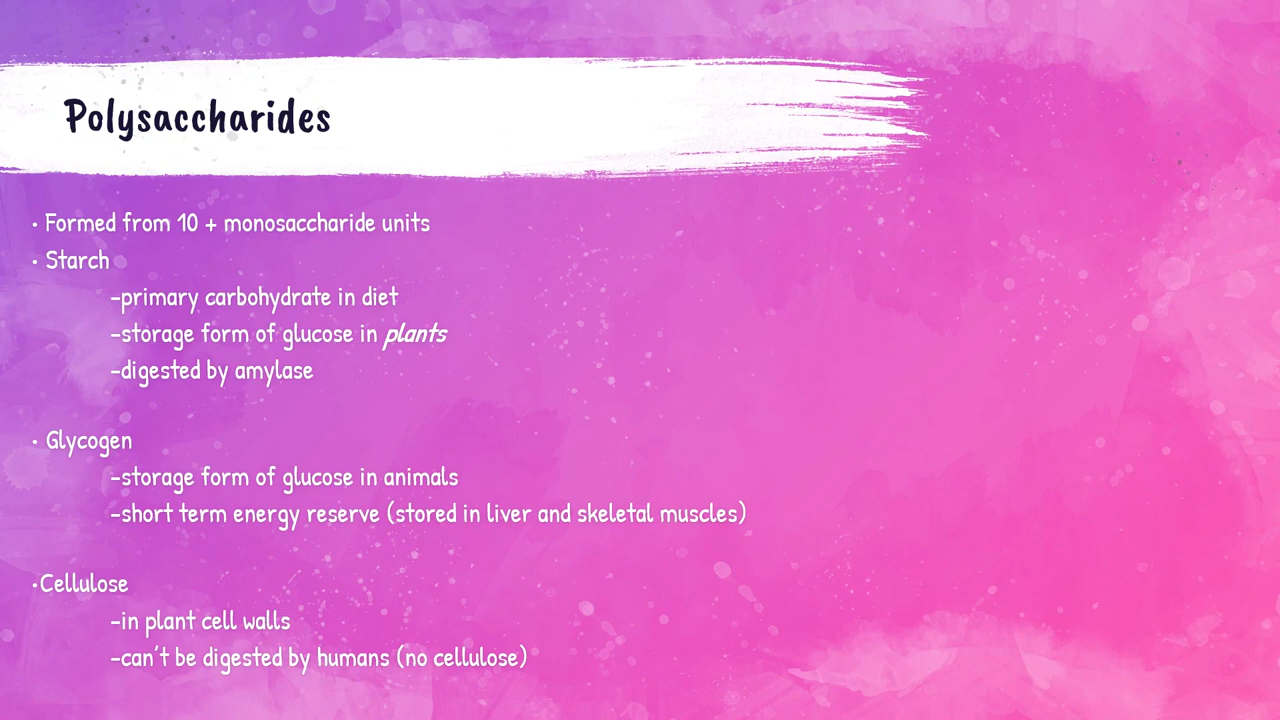 Polysaccharides
• Formed from 10 + monosaccharide units
• Starch
-primary carbohydrate in diet
-storage form of glucose in plants
-digested by amylase
• Glycogen
-storage form of glucose in animals
-short term energy reserve (stored in liver and skeletal muscles)
•Cellulose
-in plant cell walls
-can't be digested by humans (no cellulose)